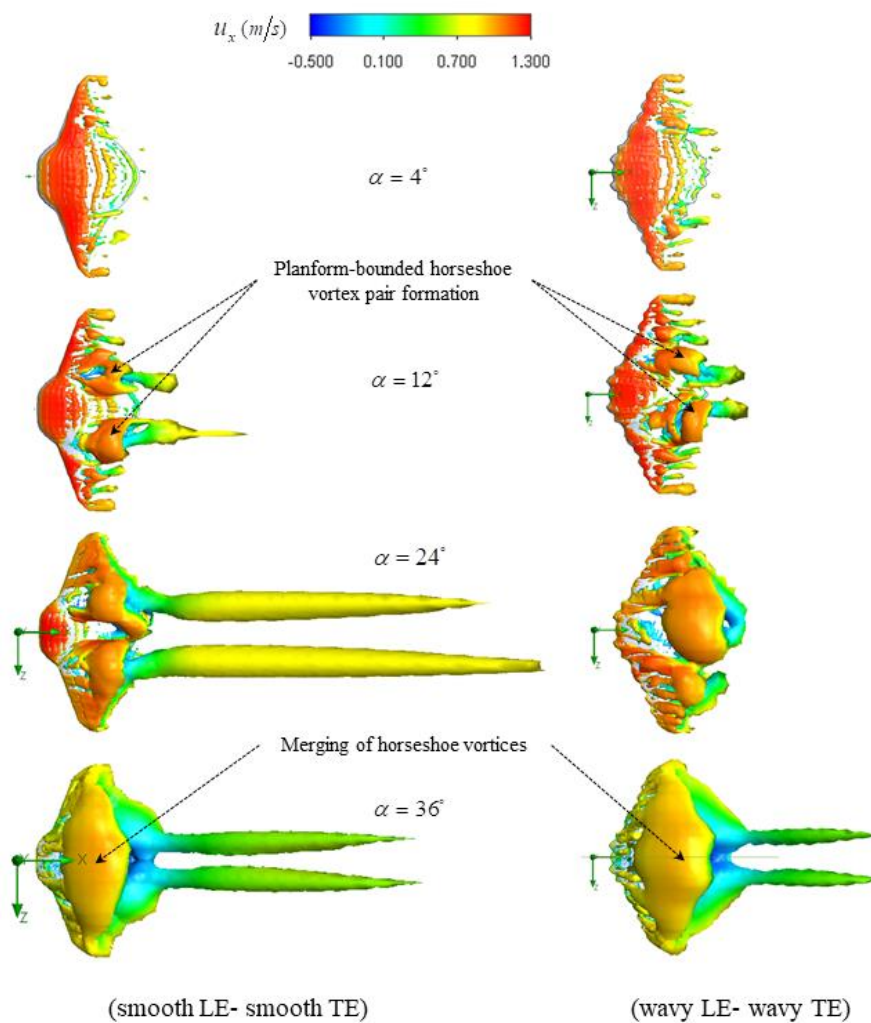 u_x (m/s)
-0.500 0.100 0.700 1.300
α = 4°
z
Planform-bounded horseshoe
vortex pair formation
α = 12°
z
α = 24°
z
z
Merging of horseshoe vortices
α = 36°
Y X
Z
z
(smooth LE- smooth TE) (wavy LE- wavy TE)